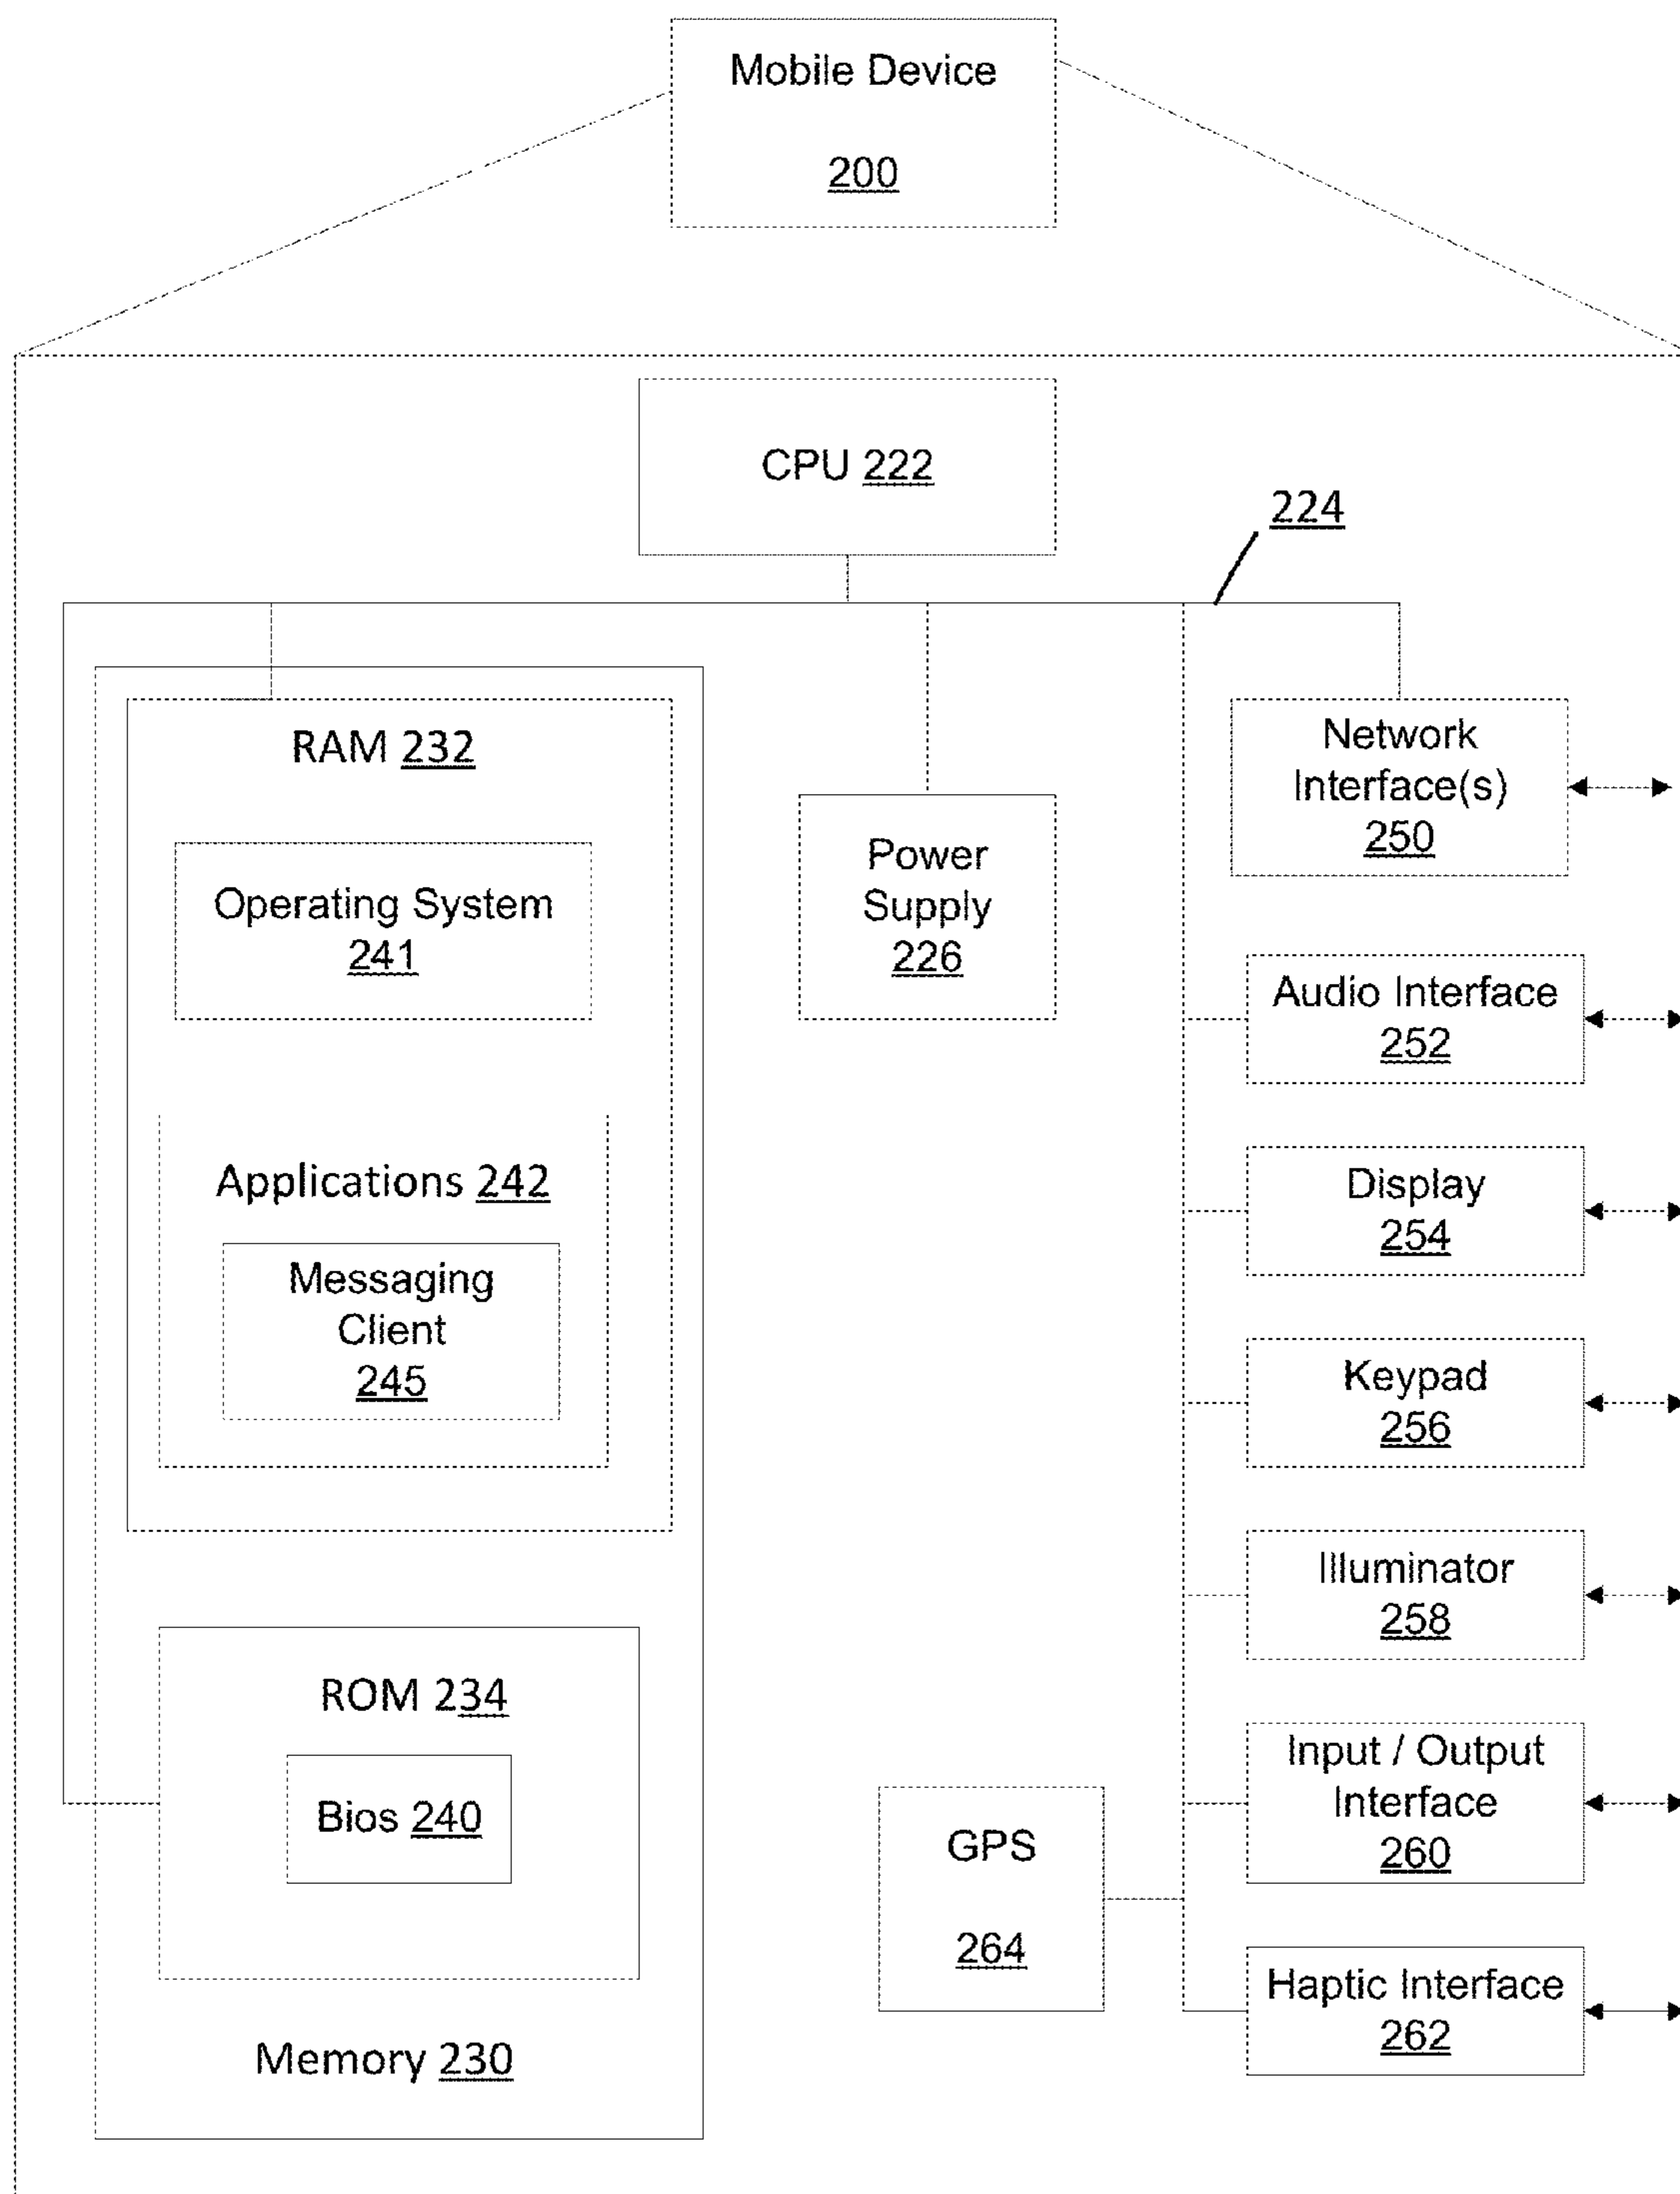 Mobile Device
200
CPU 222
224
RAM 232
Operating System
241
Applications 242
Messaging
Client
245
ROM 234
Bios 240
Memory 230
Power
Supply
226
GPS
264
Network
Interface(s)
250
Audio Interface
252
Display
254
Keypad
256
Illuminator
258
Input / Output
Interface
260
Haptic Interface
262